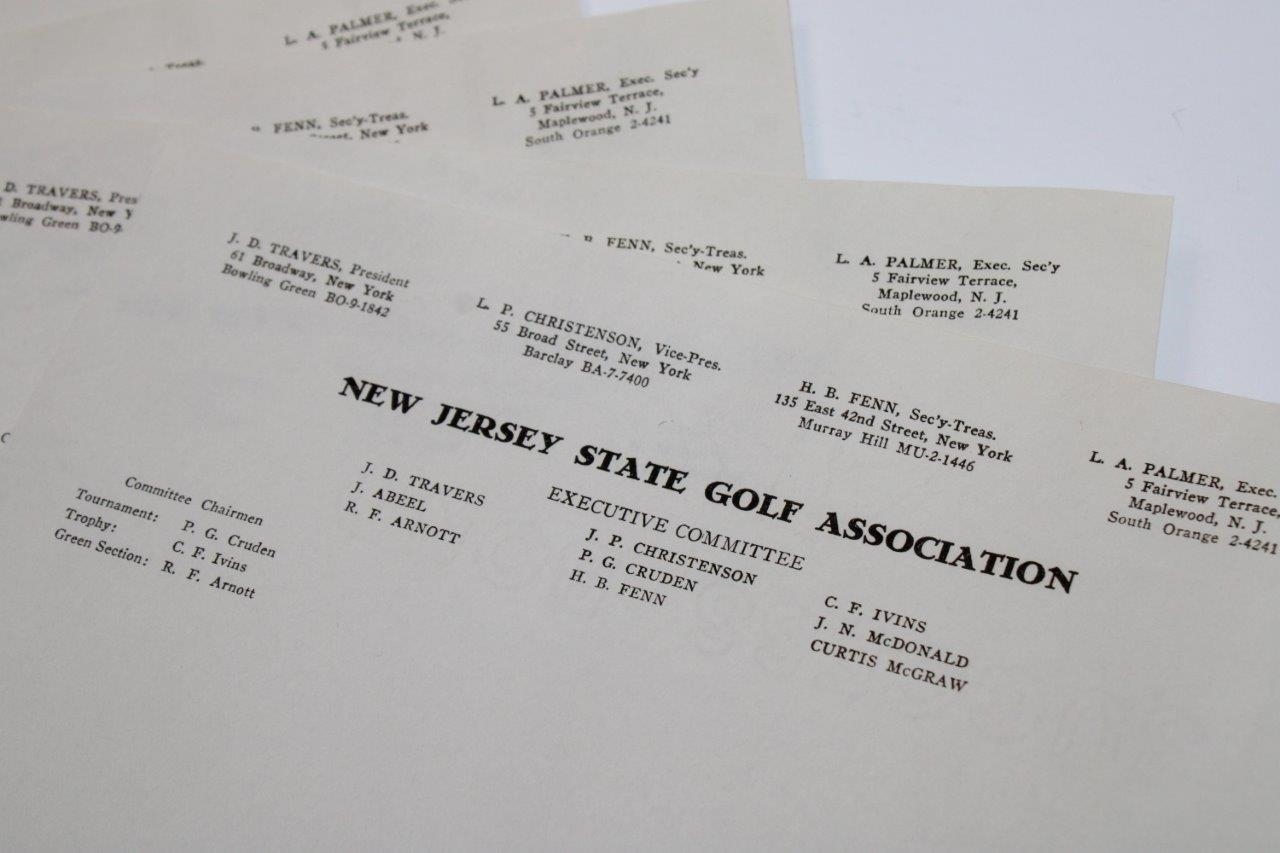 L. A. PALMER, Exec.
5 Fairview Terrace,
N. J.
L. A. PALMER, Exec. Sec'y
5 Fairview Terrace,
Maplewood, N. J.
South Orange 2-4241
FENN, Sec'y-Treas.
New York
D. TRAVERS, Pres
Broadway, New Y
wling Green BO-9-
FENN, Sec'y-Treas.
New York
L. A. PALMER, Exec. Sec'y
5 Fairview Terrace,
Maplewood, N. J.
South Orange 2-4241
J. D. TRAVERS, President
61 Broadway, New York
Bowling Green BO-9-1842
L. P. CHRISTENSON, Vice-Pres.
55 Broad Street, New York
Barclay BA-7-7400
H. B. FENN, Sec'y-Treas.
135 East 42nd Street, New York
Murray Hill MU-2-1446
L. A. PALMER, Exec.
5 Fairview Terrace,
Maplewood, N. J.
South Orange 2-4241
NEW JERSEY STATE GOLF ASSOCIATION
C
Committee Chairmen
Tournament: P. G. Cruden
Trophy: C. F. Ivins
Green Section: R. F. Arnott
J. D. TRAVERS
J. ABEEL
R. F. ARNOTT
EXECUTIVE COMMITTEE
J. P. CHRISTENSON
P. G. CRUDEN
H. B. FENN
C. F. IVINS
J. N. McDONALD
CURTIS McGRAW